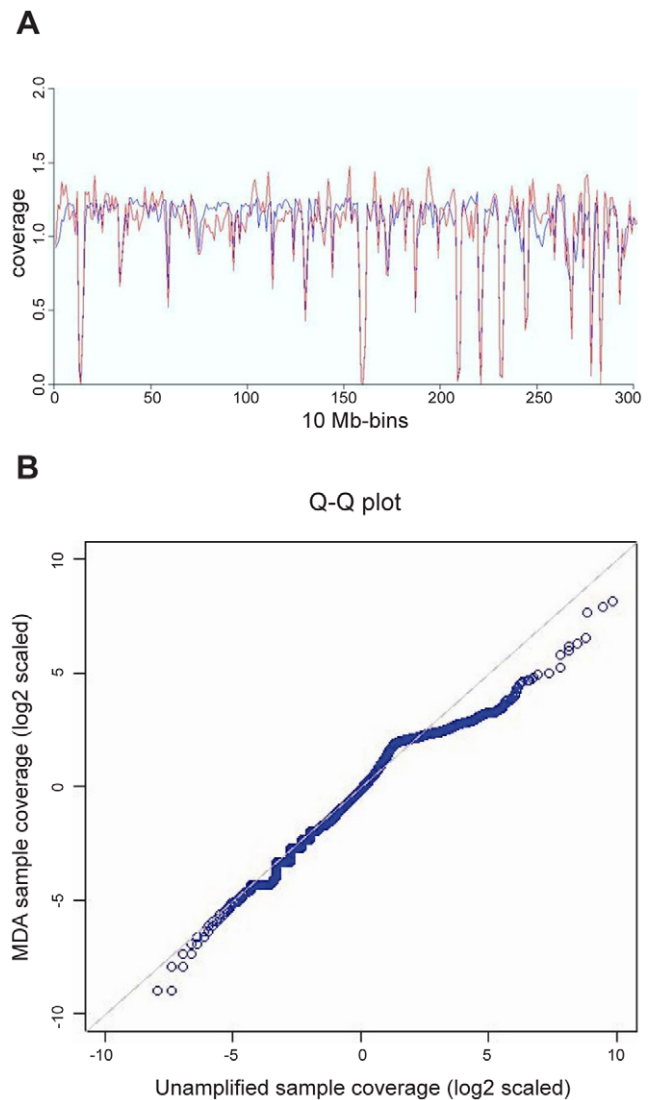 A
coverage
2.0
1.5
1.0
0.5
0.0
0 50 100 150 200 250 300
10 Mb-bins
B
Q-Q plot
MDA sample coverage (log2 scaled)
10
5
0
-5
-10
-10 -5 0 5 10
Unamplified sample coverage (log2 scaled)